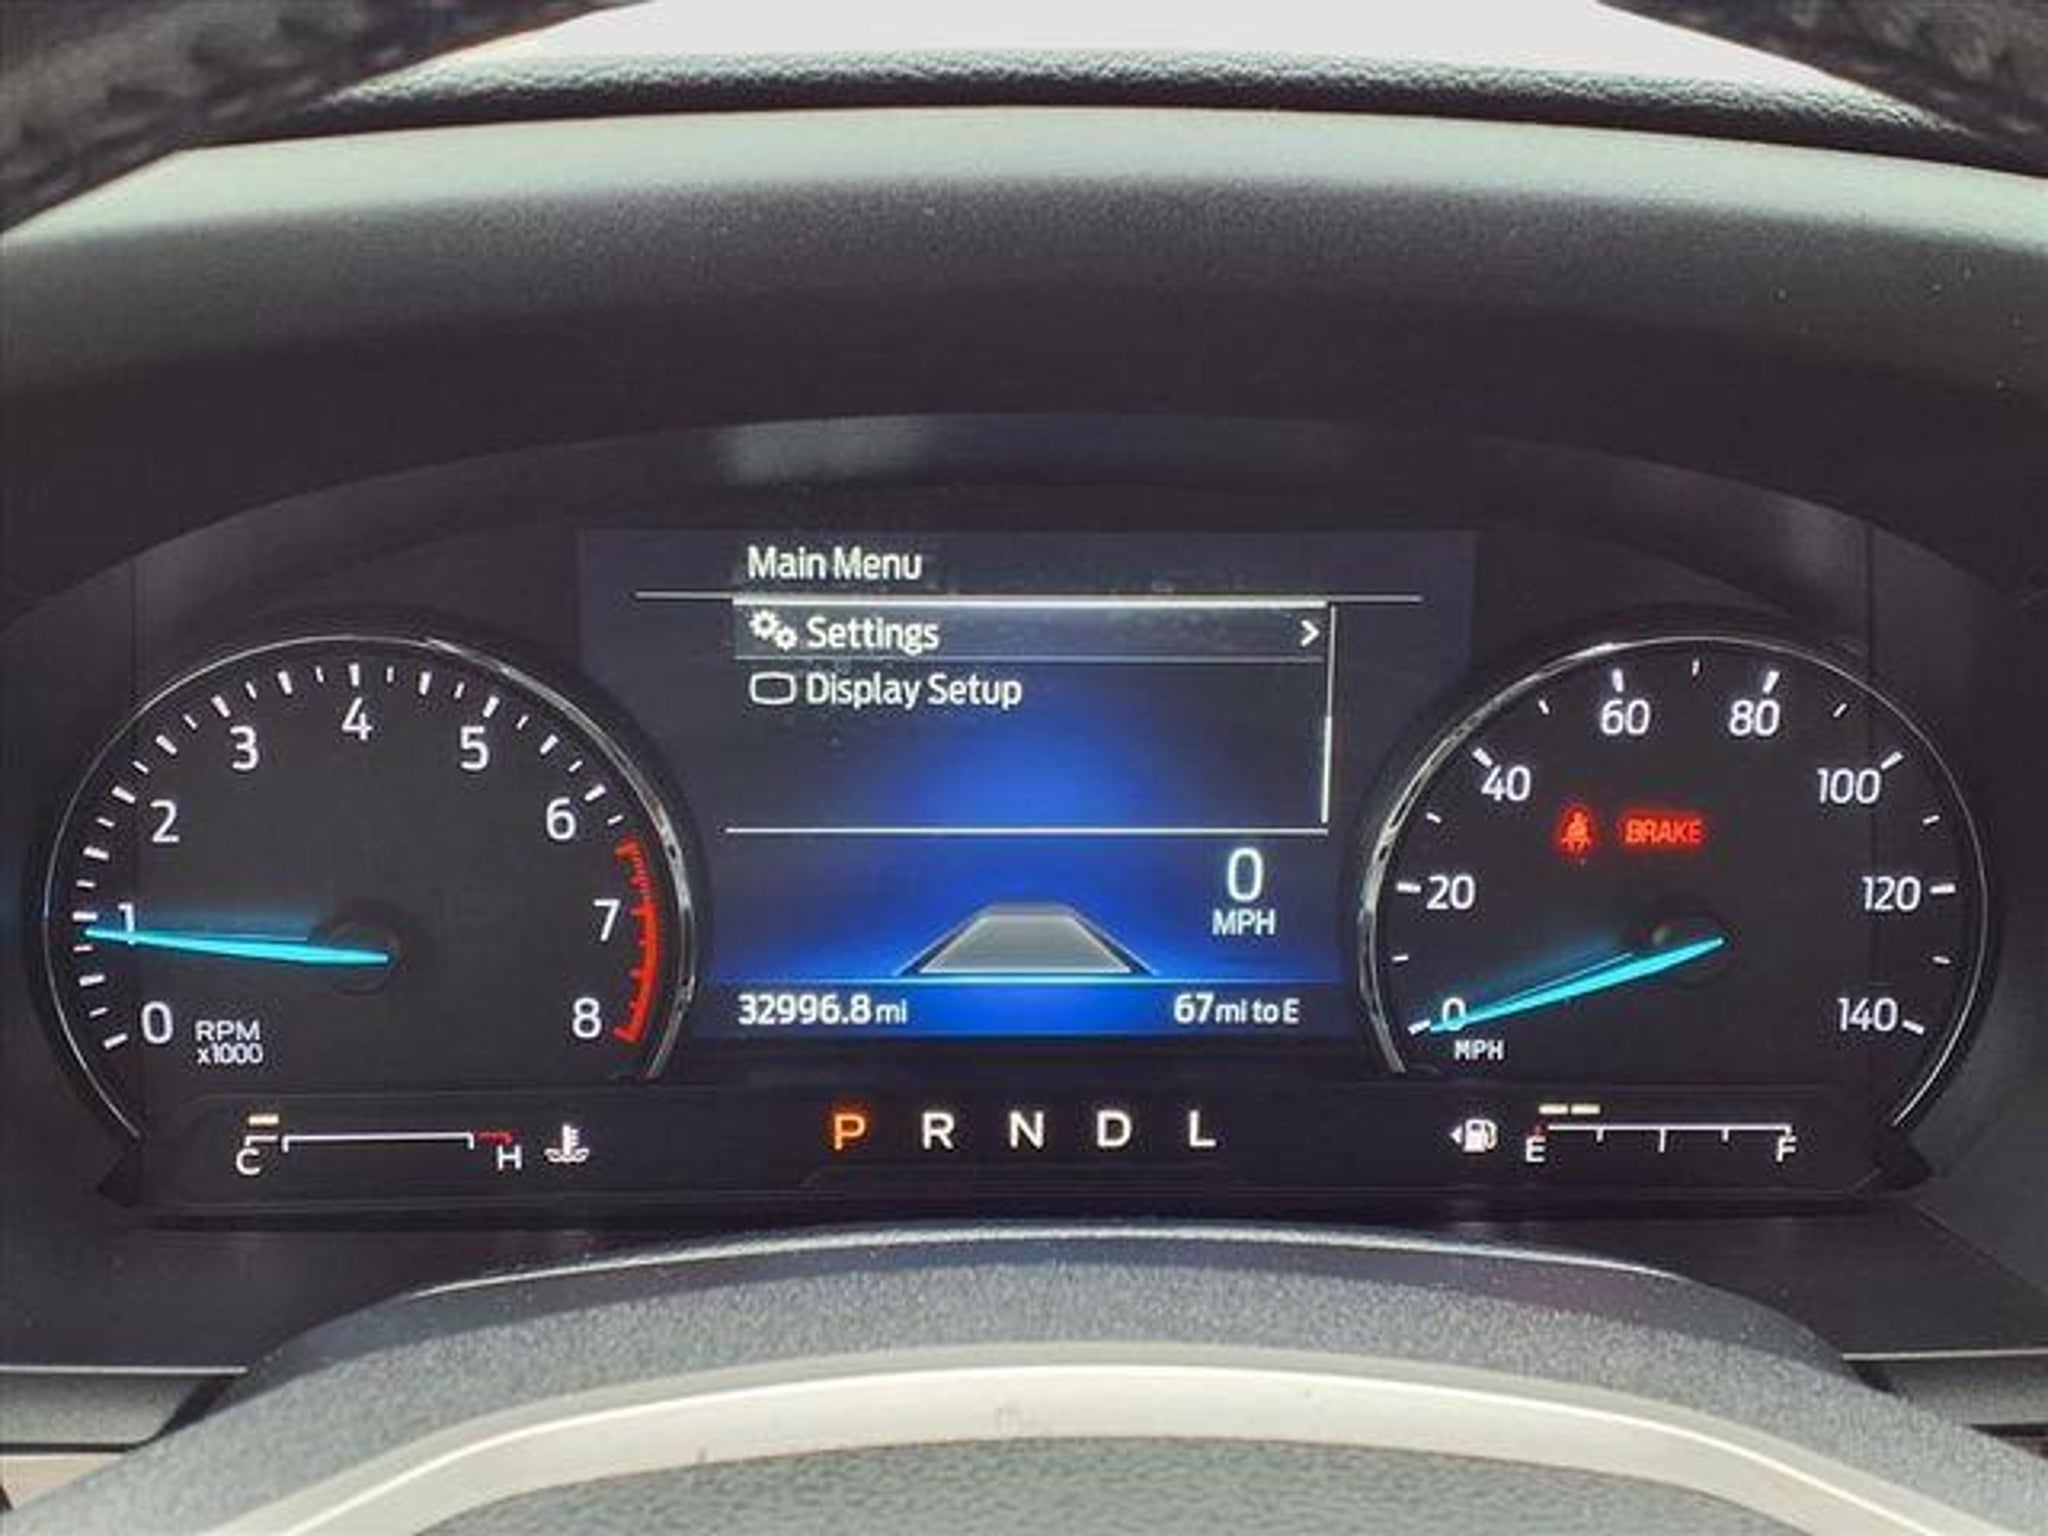 Main Menu
Settings >
Display Setup
0
MPH
32996.8 mi
67 mi to E
0
1
2
3
4
5
6
7
8
RPM
x1000
0
20
40
60
80
100
120
140
MPH
BRAKE
C
H
P R N D L
E
F